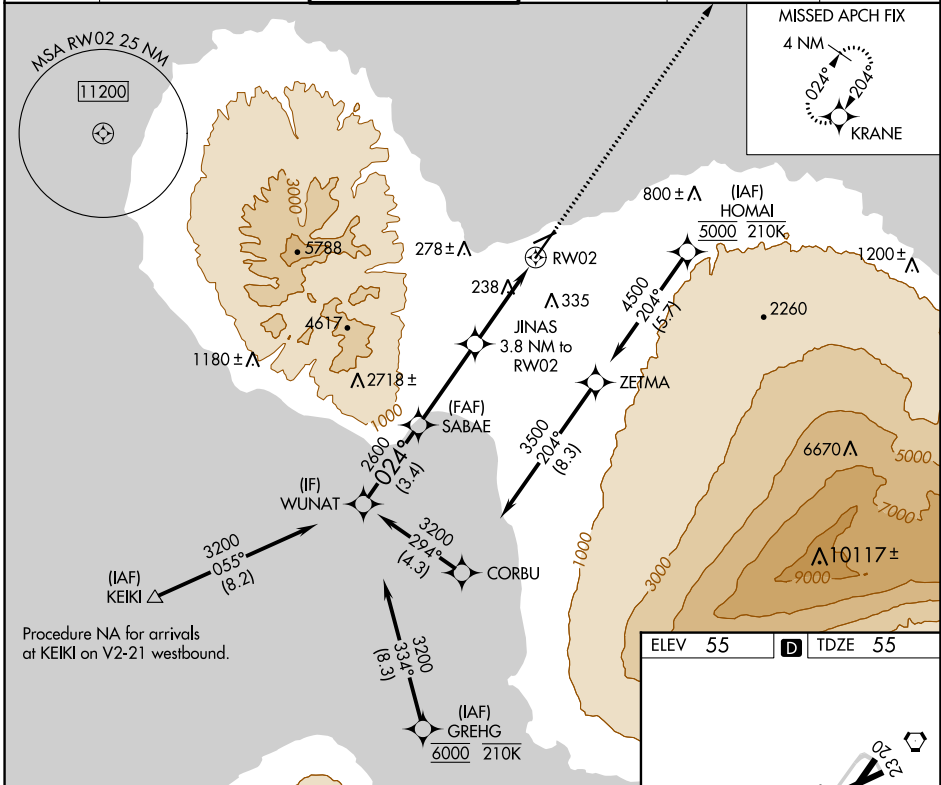 MSA RW02 25 NM
11200
MISSED APCH FIX
4 NM
024°
204°
KRANE
3000
5788
4617
1180 ±
2718 ±
1000
278 ±
238
335
RW02
JINAS
3.8 NM to
RW02
800 ±
(IAF)
HOMAI
5000 210K
1200 ±
2260
4500
204°
(5.7)
ZETMA
3500
204°
(8.3)
(FAF)
SABAE
2600
024°
(3.4)
(IF)
WUNAT
3200
294°
(4.3)
CORBU
3200
055°
(8.2)
(IAF)
KEIKI
Procedure NA for arrivals
at KEIKI on V2-21 westbound.
3200
334°
(8.3)
(IAF)
GREHG
6000 210K
6670
5000
7000
10117 ±
9000
1000
3000
ELEV 55
D
TDZE 55
20
23